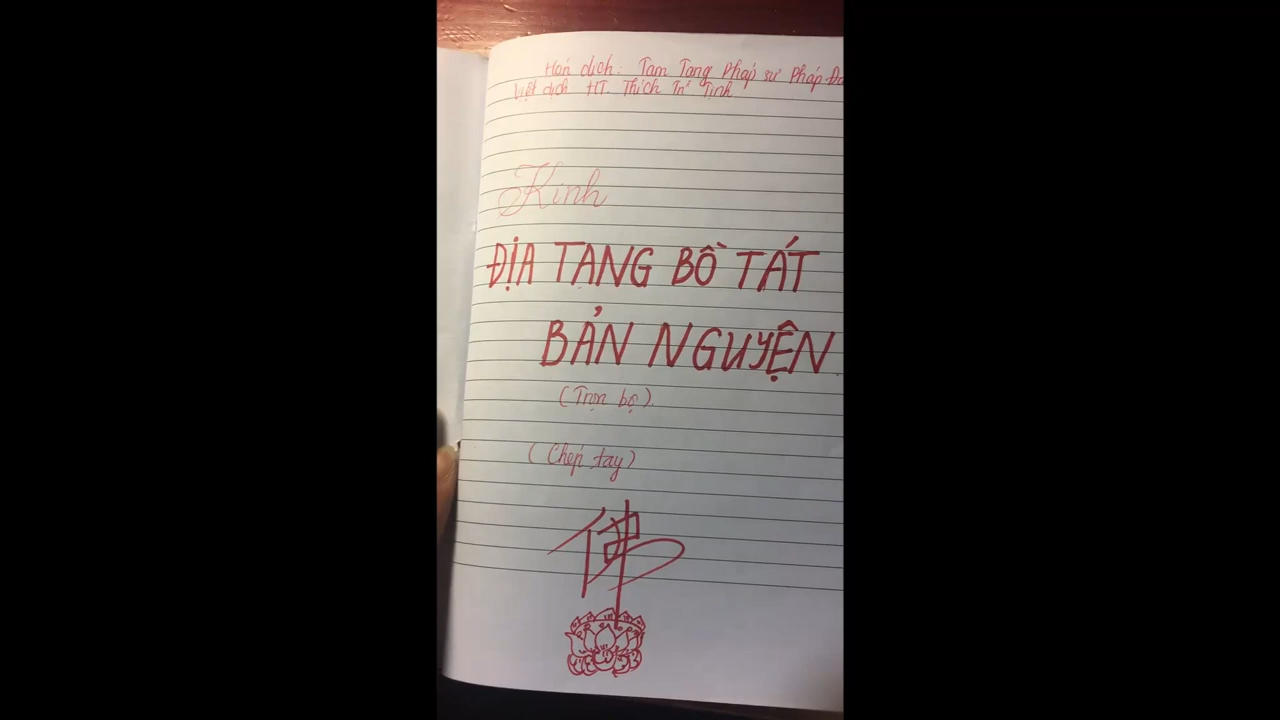 Hán dịch: Tam Tạng Pháp sư Pháp Đă
Việt dịch HT. Thích Trí Tịnh
Kinh
ĐỊA TẠNG BỒ TÁT
BẢN NGUYỆN
(Trọn bộ).
(Chép tay)
佛